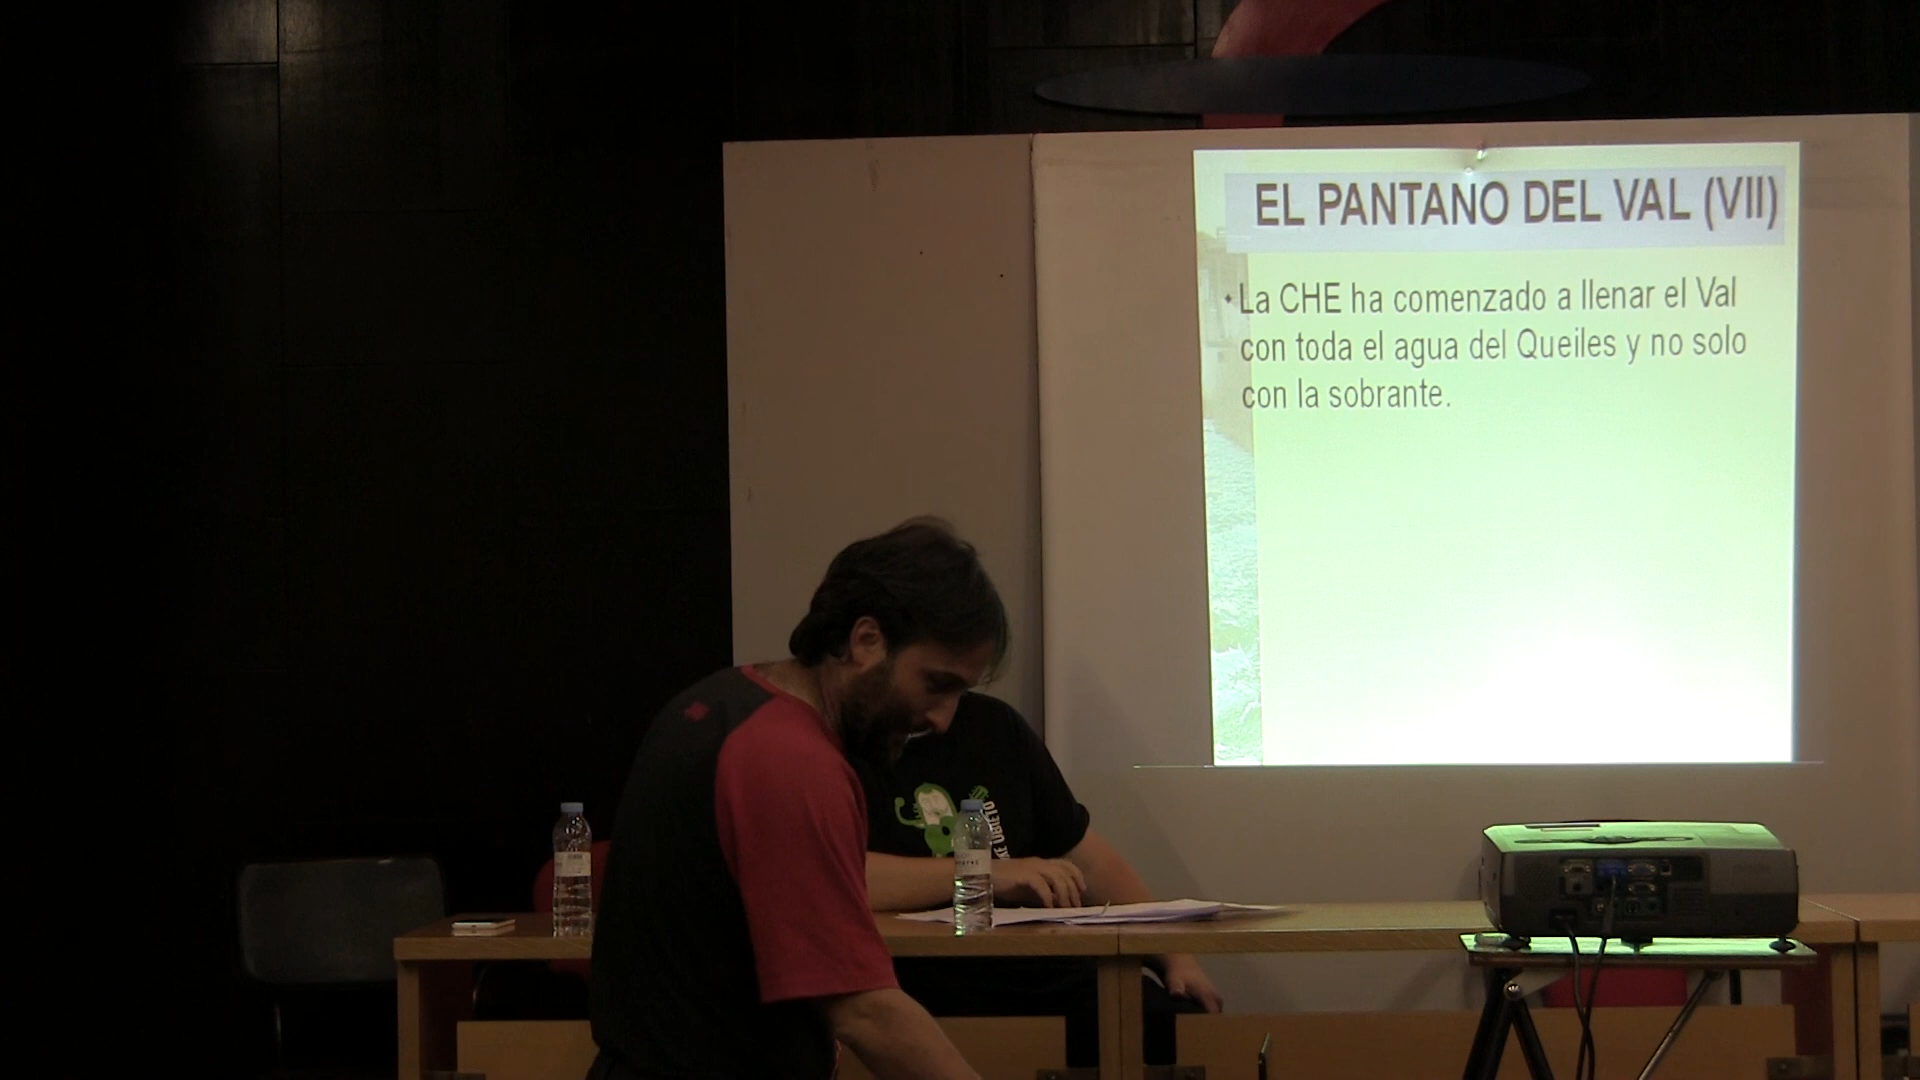 EL PANTANO DEL VAL (VII)
La CHE ha comenzado a llenar el Val
con toda el agua del Queiles y no solo
con la sobrante.
UBIETO